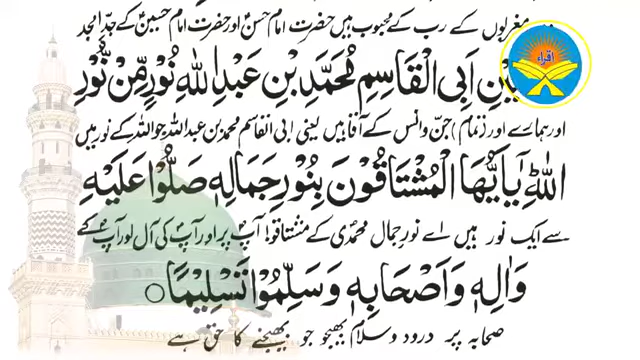 مغربوں کے رب کے محبوب ہیں حضرت امام حسنؓ اور حضرت امام حسینؓ کے جد امجد
اَبِی الْقَاسِمِ مُحَمَّدِ بْنِ عَبْدِ اللهِ نُوْرٍ مِّنْ نُّوْرِ
اور ہمارے اور (تمام) جن وانس کے آقا ہیں یعنی ابی القاسم محمد بن عبداللہ جو اللہ کے نور میں
اللهِ يٰۤاَيُّهَا الْمُشْتَاقُوْنَ بِنُوْرِ جَمَالِهٖ صَلُّوْا عَلَيْهِ
سے ایک نور ہیں اے نورِ جمال محمدی کے مشتاقو! آپ پر اور آپ کی آل اور آپ کے
وَاٰلِهٖ وَاَصْحَابِهٖ وَسَلِّمُوْا تَسْلِيْمًا ○
صحابہ پر درود وسلام بھیجو جو بھیجنے کا حق ہے
اقراء